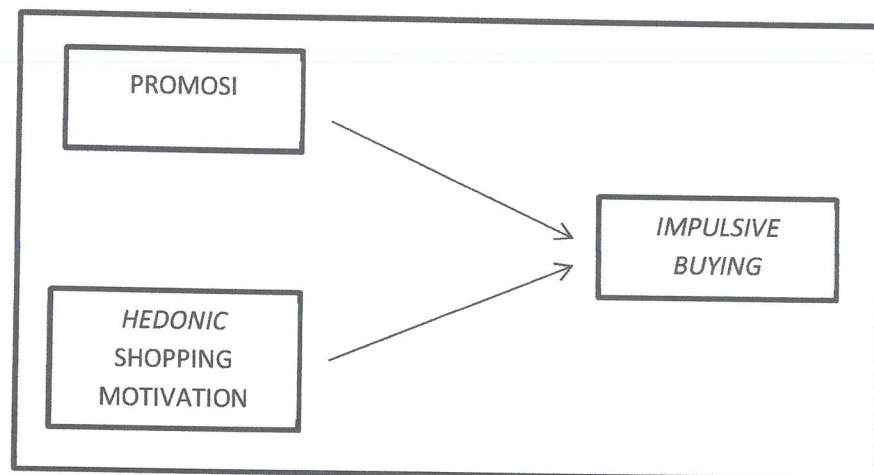 PROMOSI
IMPULSIVE
BUYING
HEDONIC
SHOPPING
MOTIVATION